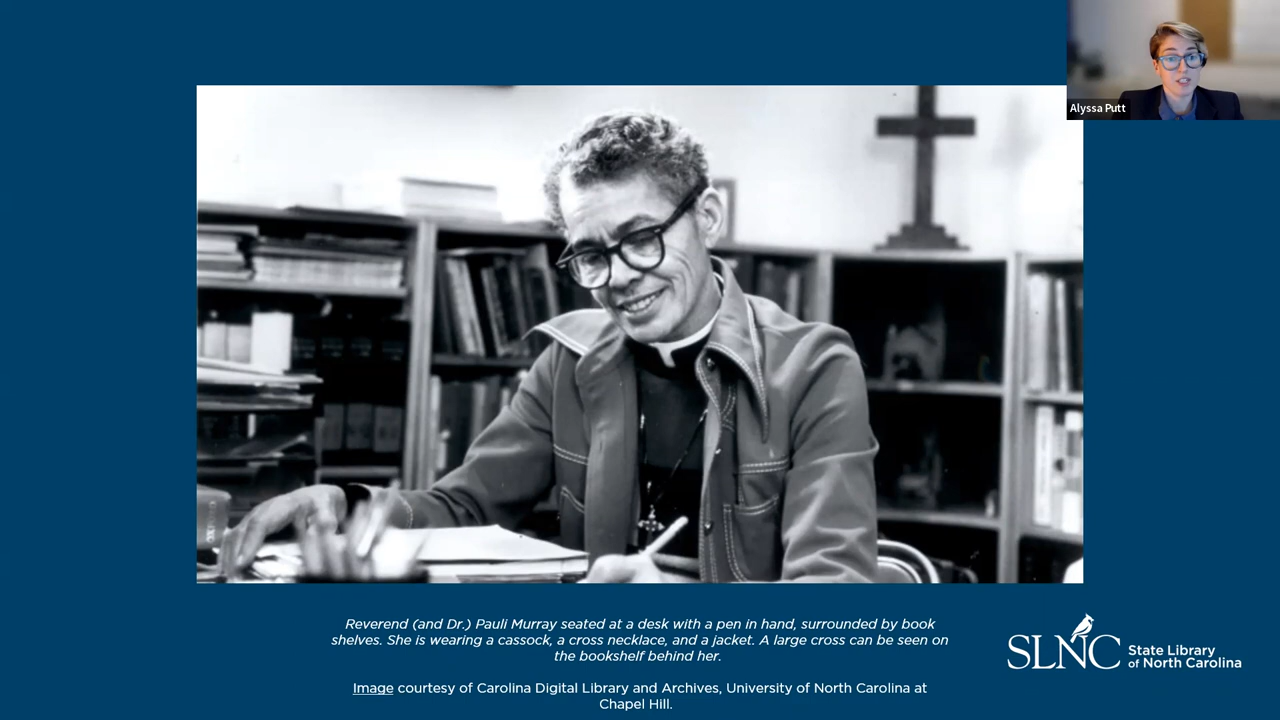 Alyssa Putt
Reverend (and Dr.) Pauli Murray seated at a desk with a pen in hand, surrounded by book
shelves. She is wearing a cassock, a cross necklace, and a jacket. A large cross can be seen on
the bookshelf behind her.
Image courtesy of Carolina Digital Library and Archives, University of North Carolina at
Chapel Hill.
SLNC
State Library
of North Carolina